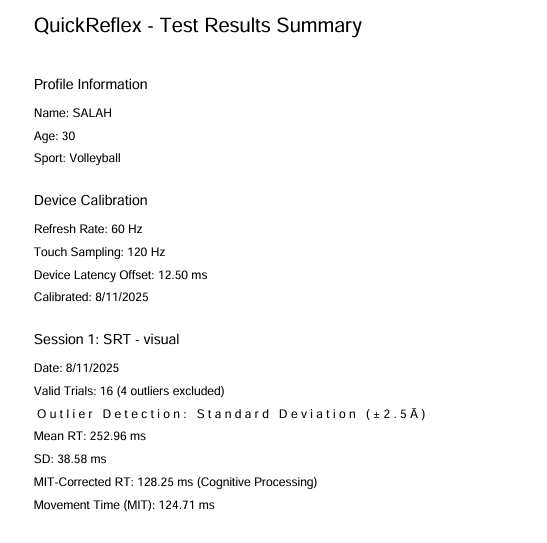 QuickReflex - Test Results Summary
Profile Information
Name: SALAH
Age: 30
Sport: Volleyball
Device Calibration
Refresh Rate: 60 Hz
Touch Sampling: 120 Hz
Device Latency Offset: 12.50 ms
Calibrated: 8/11/2025
Session 1: SRT - visual
Date: 8/11/2025
Valid Trials: 16 (4 outliers excluded)
Outlier Detection: Standard Deviation (±2.5Ã)
Mean RT: 252.96 ms
SD: 38.58 ms
MIT-Corrected RT: 128.25 ms (Cognitive Processing)
Movement Time (MIT): 124.71 ms